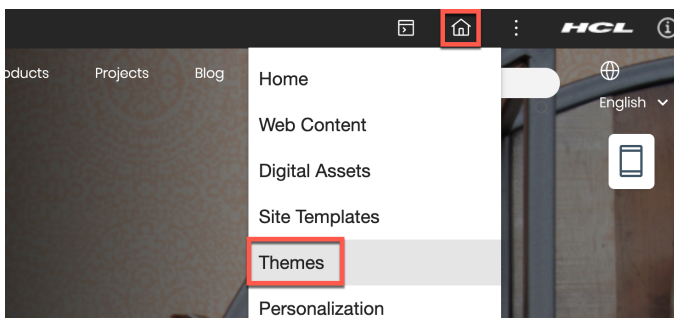 HCL
oducts Projects Blog
Home
English
Web Content
Digital Assets
Site Templates
Themes
Personalization